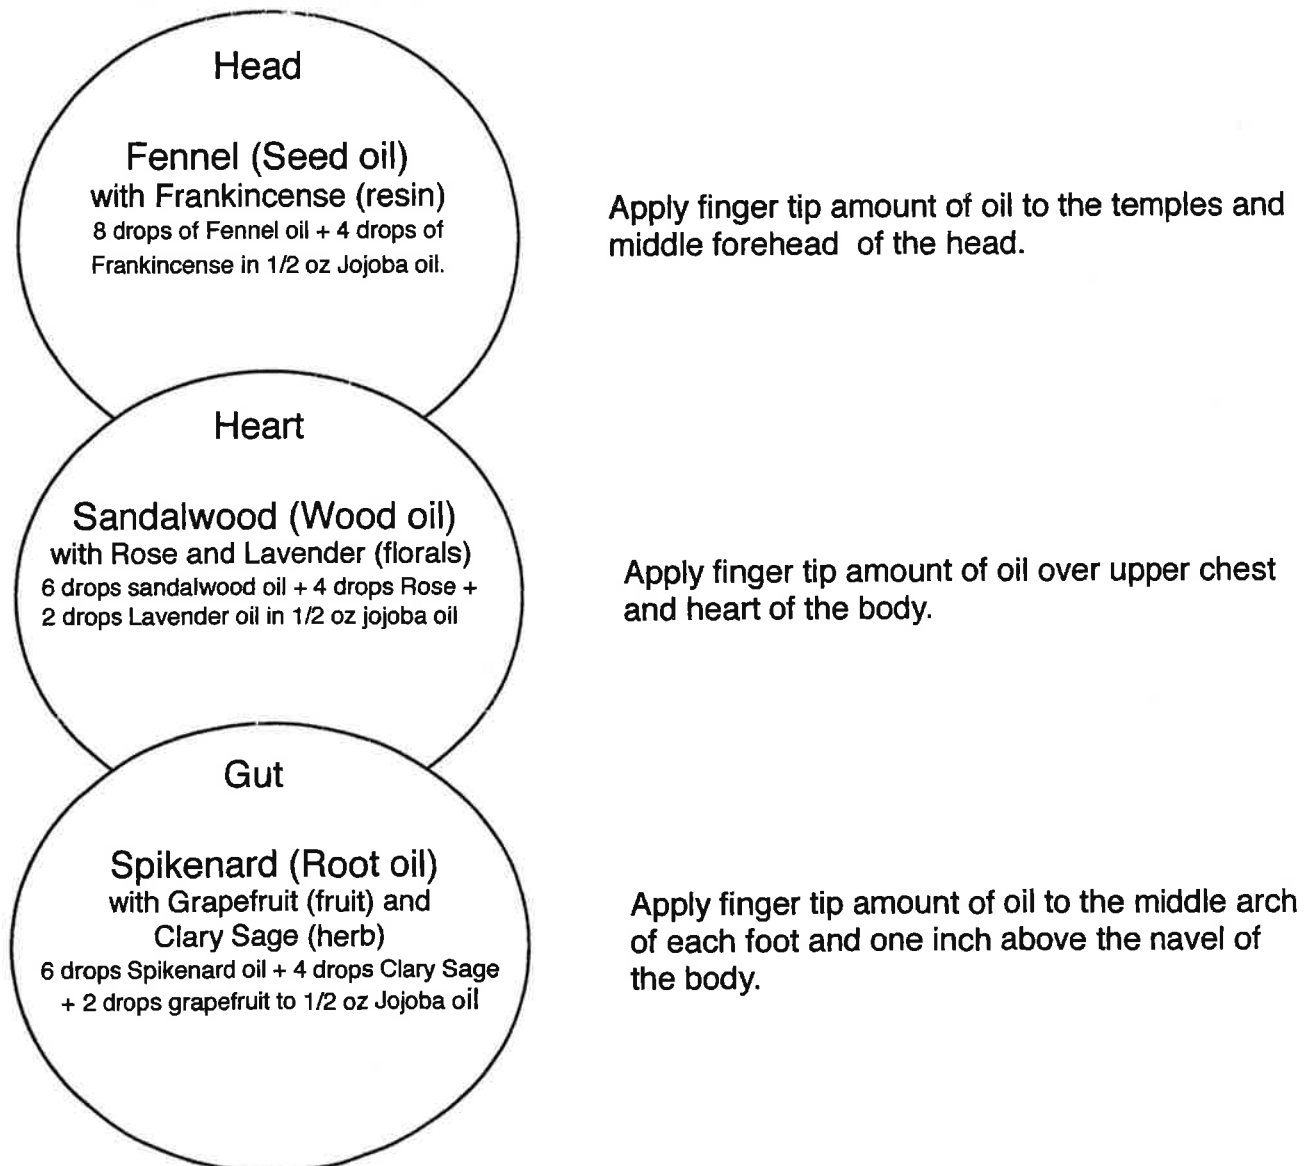 Head
Fennel (Seed oil)
with Frankincense (resin)
8 drops of Fennel oil + 4 drops of
Frankincense in 1/2 oz Jojoba oil.
Apply finger tip amount of oil to the temples and
middle forehead of the head.
Heart
Sandalwood (Wood oil)
with Rose and Lavender (florals)
6 drops sandalwood oil + 4 drops Rose +
2 drops Lavender oil in 1/2 oz jojoba oil
Apply finger tip amount of oil over upper chest
and heart of the body.
Gut
Spikenard (Root oil)
with Grapefruit (fruit) and
Clary Sage (herb)
6 drops Spikenard oil + 4 drops Clary Sage
+ 2 drops grapefruit to 1/2 oz Jojoba oil
Apply finger tip amount of oil to the middle arch
of each foot and one inch above the navel of
the body.